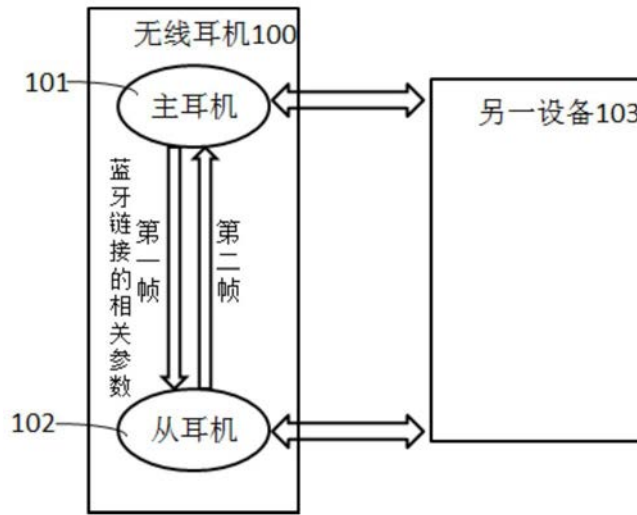 无线耳机100
101
主耳机
另一设备103
蓝牙链接的相关参数
第一帧
第二帧
102
从耳机